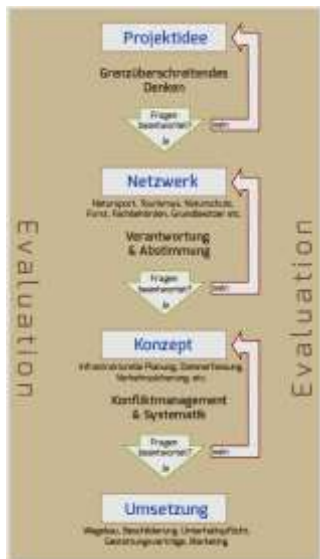 Projektidee
Grenzüberschreitendes
Denken
Fragen
beantwortet?
nein
Ja
Netzwerk
Natursport, Tourismus, Naturschutz,
Forst, Fachbehörden, Grundbesitzer etc.
Verantwortung
& Abstimmung
Fragen
beantwortet?
nein
Ja
Konzept
Infrastrukturelle Planung, Datenerfassung,
Verkehrssicherung, etc.
Konfliktmanagement
& Systematik
Fragen
beantwortet?
nein
Ja
Umsetzung
Wegebau, Beschilderung, Unterhaltspflicht,
Gestattungsverträge, Marketing
Evaluation
Evaluation